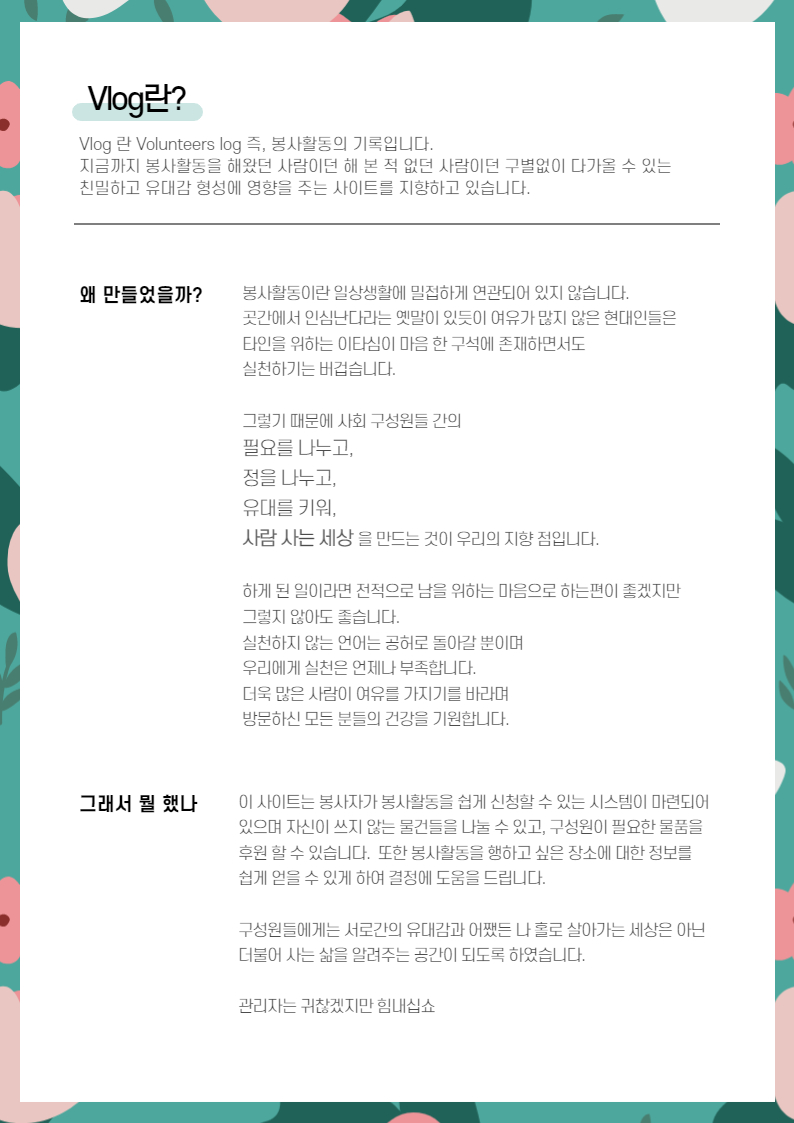 Vlog란?
Vlog 란 Volunteers log 즉, 봉사활동의 기록입니다.
지금까지 봉사활동을 해왔던 사람이던 해 본 적 없던 사람이던 구별없이 다가올 수 있는
친밀하고 유대감 형성에 영향을 주는 사이트를 지향하고 있습니다.
왜 만들었을까?
봉사활동이란 일상생활에 밀접하게 연관되어 있지 않습니다.
곳간에서 인심난다라는 옛말이 있듯이 여유가 많지 않은 현대인들은
타인을 위하는 이타심이 마음 한 구석에 존재하면서도
실천하기는 버겁습니다.
그렇기 때문에 사회 구성원들 간의
필요를 나누고,
정을 나누고,
유대를 키워,
사람 사는 세상 을 만드는 것이 우리의 지향 점입니다.
하게 된 일이라면 전적으로 남을 위하는 마음으로 하는편이 좋겠지만
그렇지 않아도 좋습니다.
실천하지 않는 언어는 공허로 돌아갈 뿐이며
우리에게 실천은 언제나 부족합니다.
더욱 많은 사람이 여유를 가지기를 바라며
방문하신 모든 분들의 건강을 기원합니다.
그래서 뭘 했나
이 사이트는 봉사자가 봉사활동을 쉽게 신청할 수 있는 시스템이 마련되어
있으며 자신이 쓰지 않는 물건들을 나눌 수 있고, 구성원이 필요한 물품을
후원 할 수 있습니다. 또한 봉사활동을 행하고 싶은 장소에 대한 정보를
쉽게 얻을 수 있게 하여 결정에 도움을 드립니다.
구성원들에게는 서로간의 유대감과 어쨌든 나 홀로 살아가는 세상은 아닌
더불어 사는 삶을 알려주는 공간이 되도록 하였습니다.
관리자는 귀찮겠지만 힘내십쇼